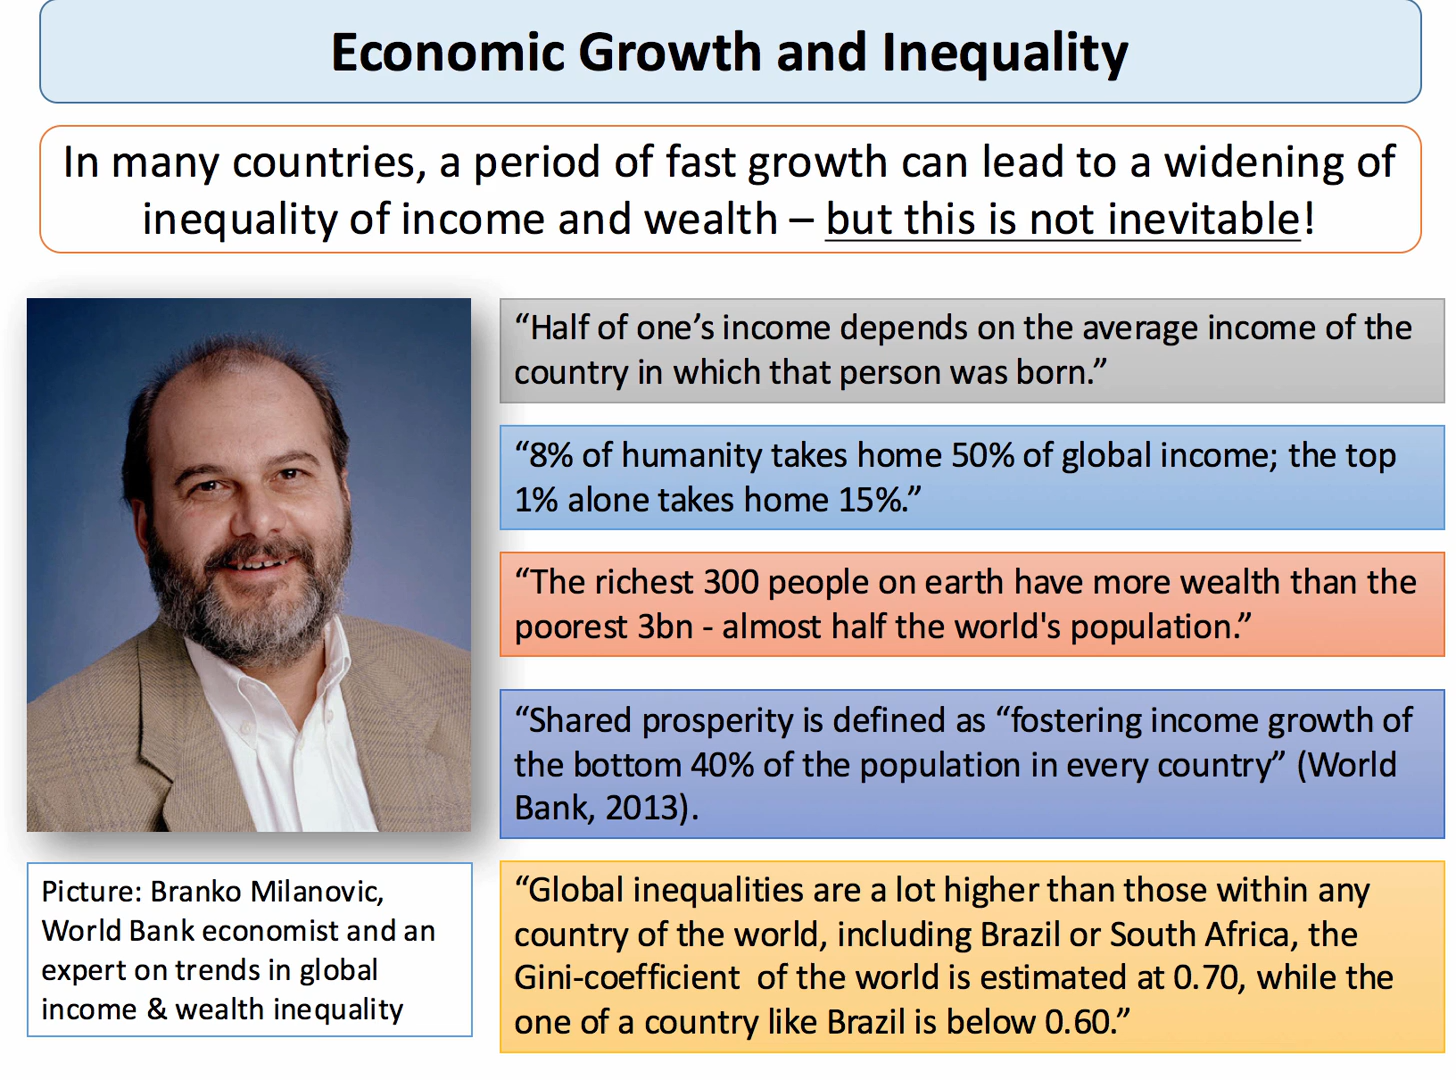 Economic Growth and Inequality
In many countries, a period of fast growth can lead to a widening of
inequality of income and wealth – but this is not inevitable!
“Half of one’s income depends on the average income of the
country in which that person was born.”
“8% of humanity takes home 50% of global income; the top
1% alone takes home 15%.”
“The richest 300 people on earth have more wealth than the
poorest 3bn - almost half the world's population.”
“Shared prosperity is defined as “fostering income growth of
the bottom 40% of the population in every country” (World
Bank, 2013).
“Global inequalities are a lot higher than those within any
country of the world, including Brazil or South Africa, the
Gini-coefficient of the world is estimated at 0.70, while the
one of a country like Brazil is below 0.60.”
Picture: Branko Milanovic,
World Bank economist and an
expert on trends in global
income & wealth inequality